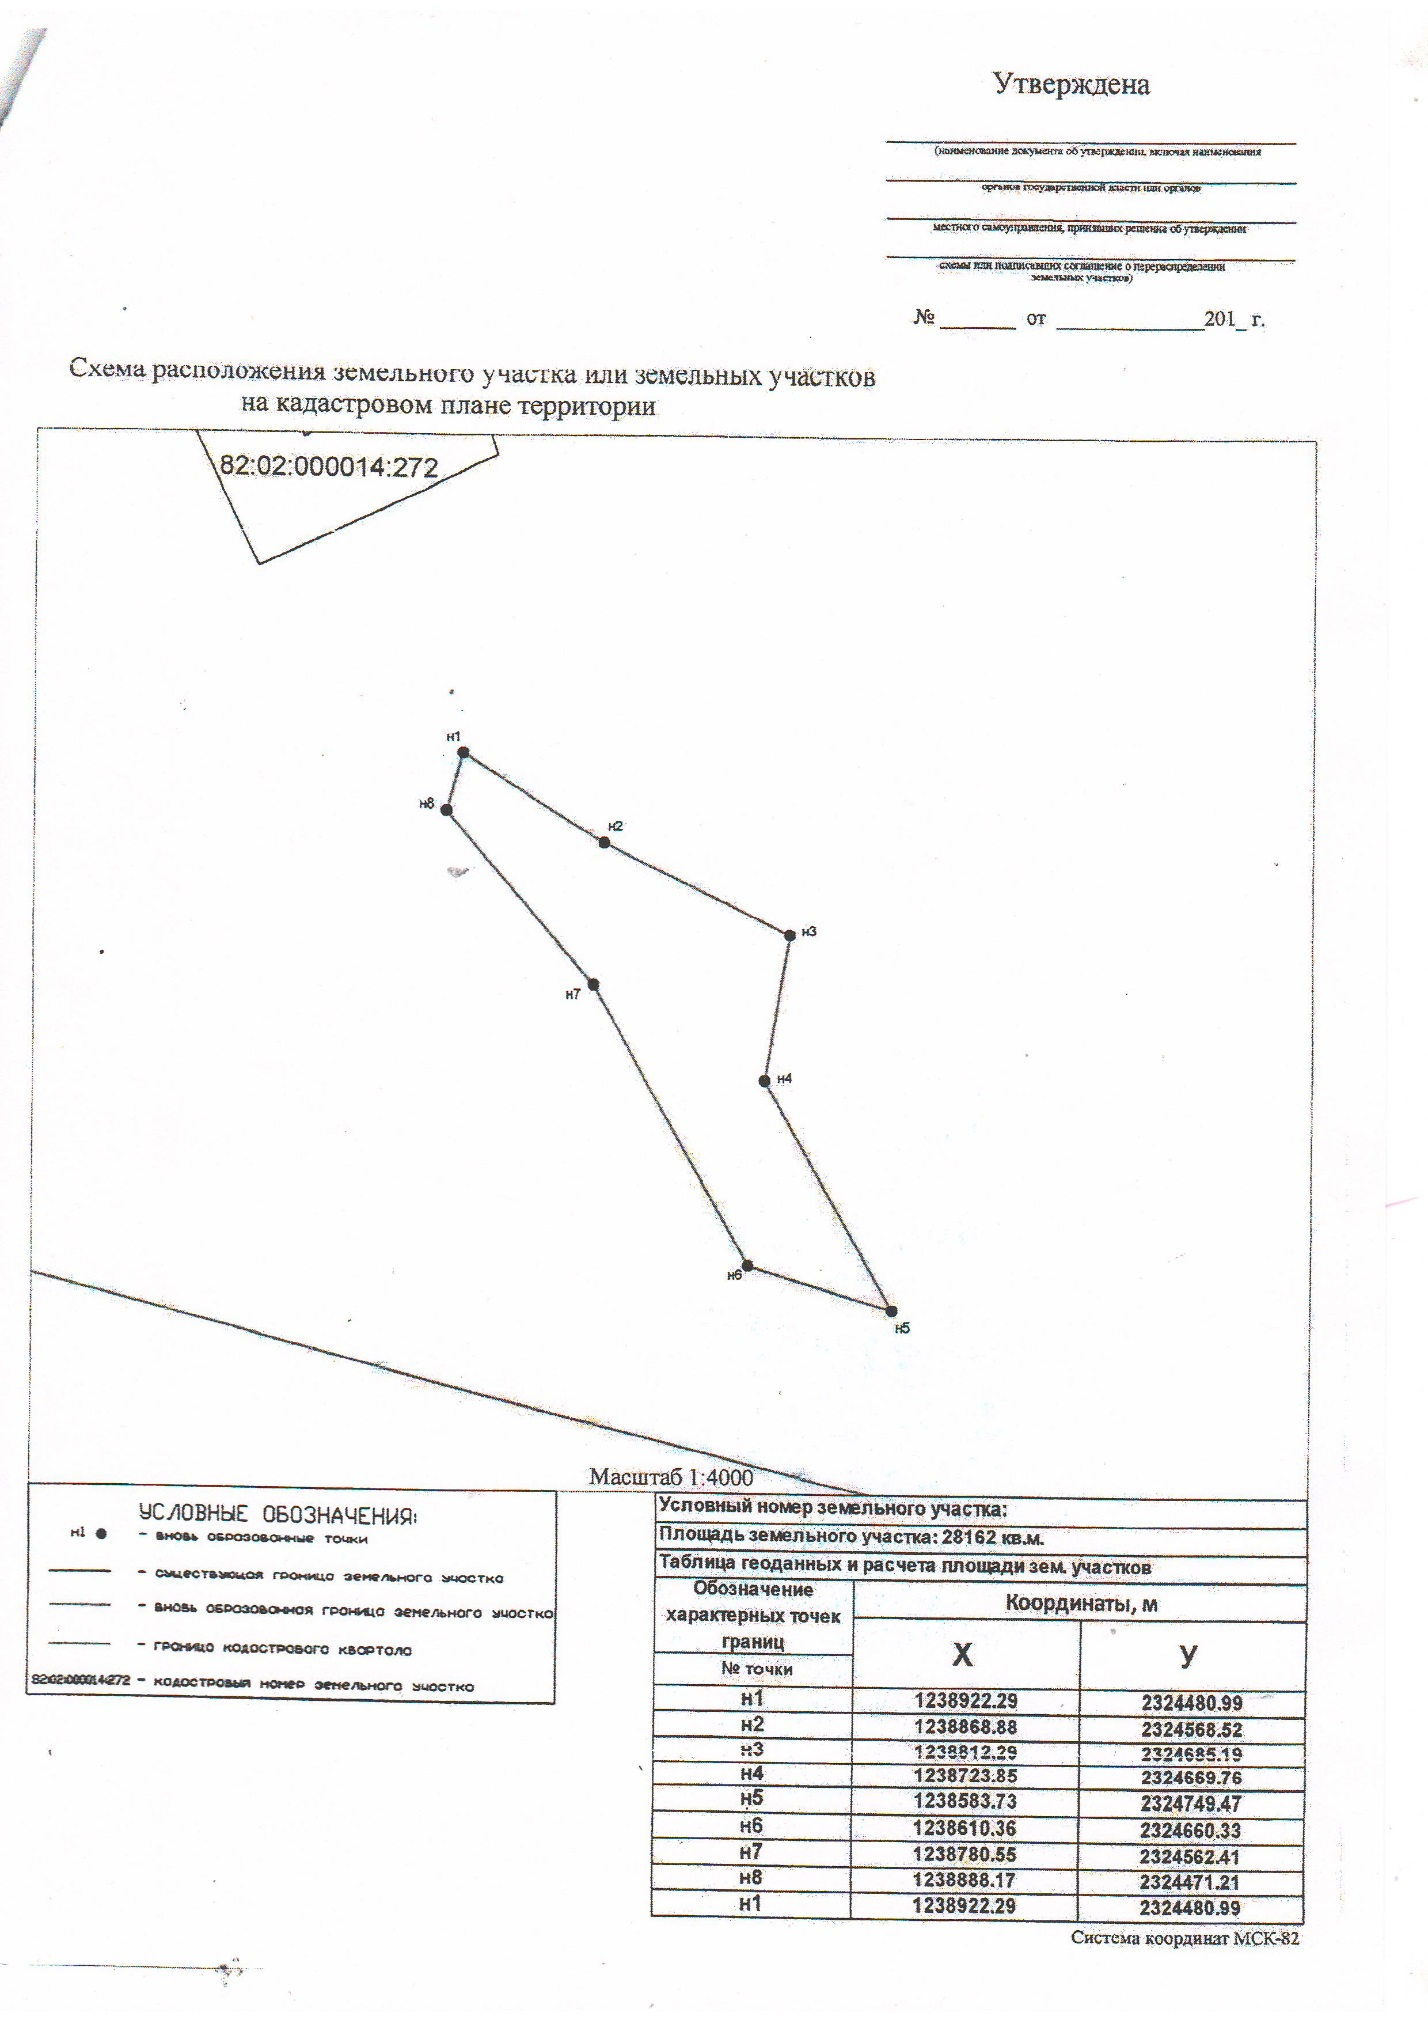 Утверждена
(наименование документа об утверждении, включая наименования
органов государственной власти или органов
местного самоуправления, принявших решения об утверждении
схемы или подписавших соглашение о перераспределении
земельных участков)
№ _______ от ______________201_ г.
Схема расположения земельного участка или земельных участков
на кадастровом плане территории
82:02:000014:272
н1
н8
н2
н3
н7
н4
н6
н5
Масштаб 1:4000
УСЛОВНЫЕ ОБОЗНАЧЕНИЯ:
н1 ● - вновь образованные точки
- существующая граница земельного участка
- вновь образованная граница земельного участка
- граница кадастрового квартала
82:02:000014:272 - кадастровый номер земельного участка
Условный номер земельного участка:
Площадь земельного участка: 28162 кв.м.
Таблица геоданных и расчета площади зем. участков
Обозначение характерных точек границ
Координаты, м
№ точки X У
н1 1238922.29 2324480.99
н2 1238868.88 2324568.52
н3 1238812.29 2324685.19
н4 1238723.85 2324669.76
н5 1238583.73 2324749.47
н6 1238610.36 2324660.33
н7 1238780.55 2324562.41
н8 1238888.17 2324471.21
н1 1238922.29 2324480.99
Система координат МСК-82